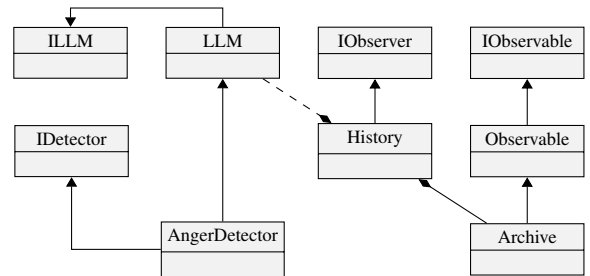 ILLM
LLM
IObserver
IObservable
IDetector
History
Observable
AngerDetector
Archive